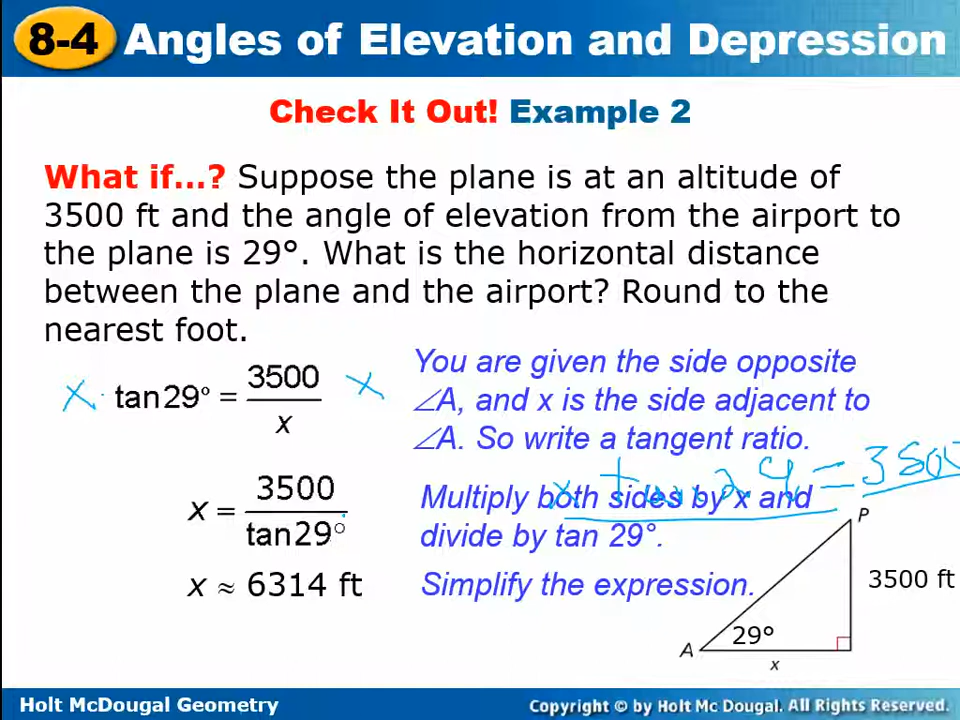 8-4 Angles of Elevation and Depression
Check It Out! Example 2
What if…? Suppose the plane is at an altitude of
3500 ft and the angle of elevation from the airport to
the plane is 29°. What is the horizontal distance
between the plane and the airport? Round to the
nearest foot.
x · tan29° = 3500/x x
You are given the side opposite
∠A, and x is the side adjacent to
∠A. So write a tangent ratio.
x tan 29 = 3500
x = 3500/tan29°
Multiply both sides by x and
divide by tan 29°.
x ≈ 6314 ft
Simplify the expression.
P
3500 ft
29°
A
x
Holt McDougal Geometry
Copyright © by Holt Mc Dougal. All Rights Reserved.